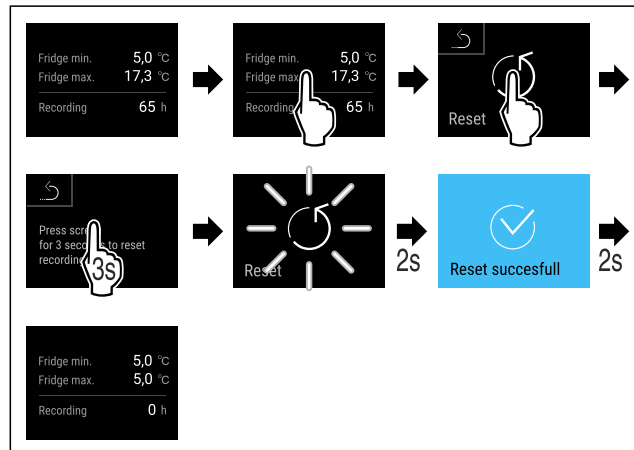 Fridge min. 5,0 °C
Fridge max. 17,3 °C
Recording 65 h
Fridge min. 5,0 °C
Fridge max 17,3 °C
Recording 65 h
Reset
Press scre
for 3 seco s to reset
recordin
3s
Reset
2s
Reset succesfull
2s
Fridge min. 5,0 °C
Fridge max. 5,0 °C
Recording 0 h